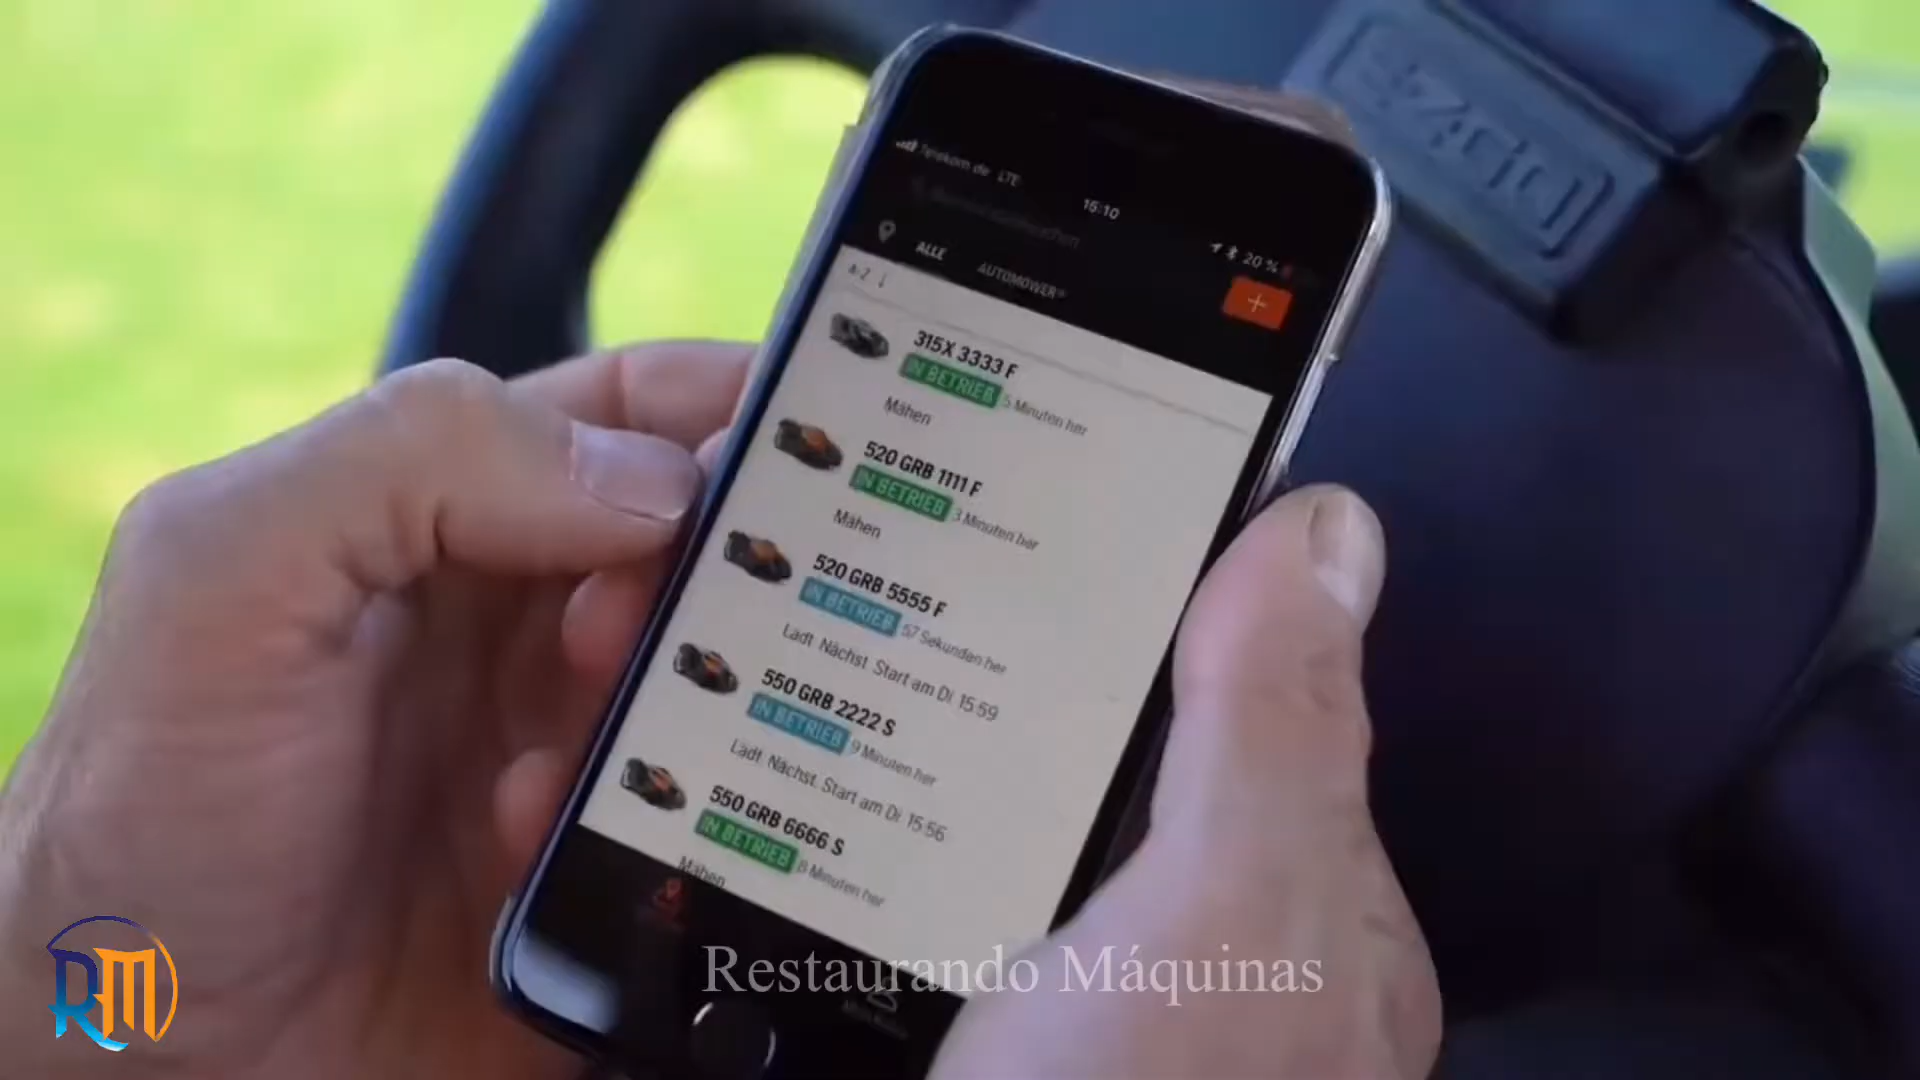 Telekom.de LTE
15:10
20 %
ALLE
AUTOMOWER®
A-Z ↓
+
315X 3333 F
IN BETRIEB 5 Minuten her
Mähen
520 GRB 1111 F
IN BETRIEB 3 Minuten her
Mähen
520 GRB 5555 F
IN BETRIEB 57 Sekunden her
Lädt. Nächst. Start am Di. 15:59
550 GRB 2222 S
IN BETRIEB 9 Minuten her
Lädt. Nächst. Start am Di. 15:56
550 GRB 6666 S
IN BETRIEB 8 Minuten her
Mähen
RM
Restaurando Máquinas